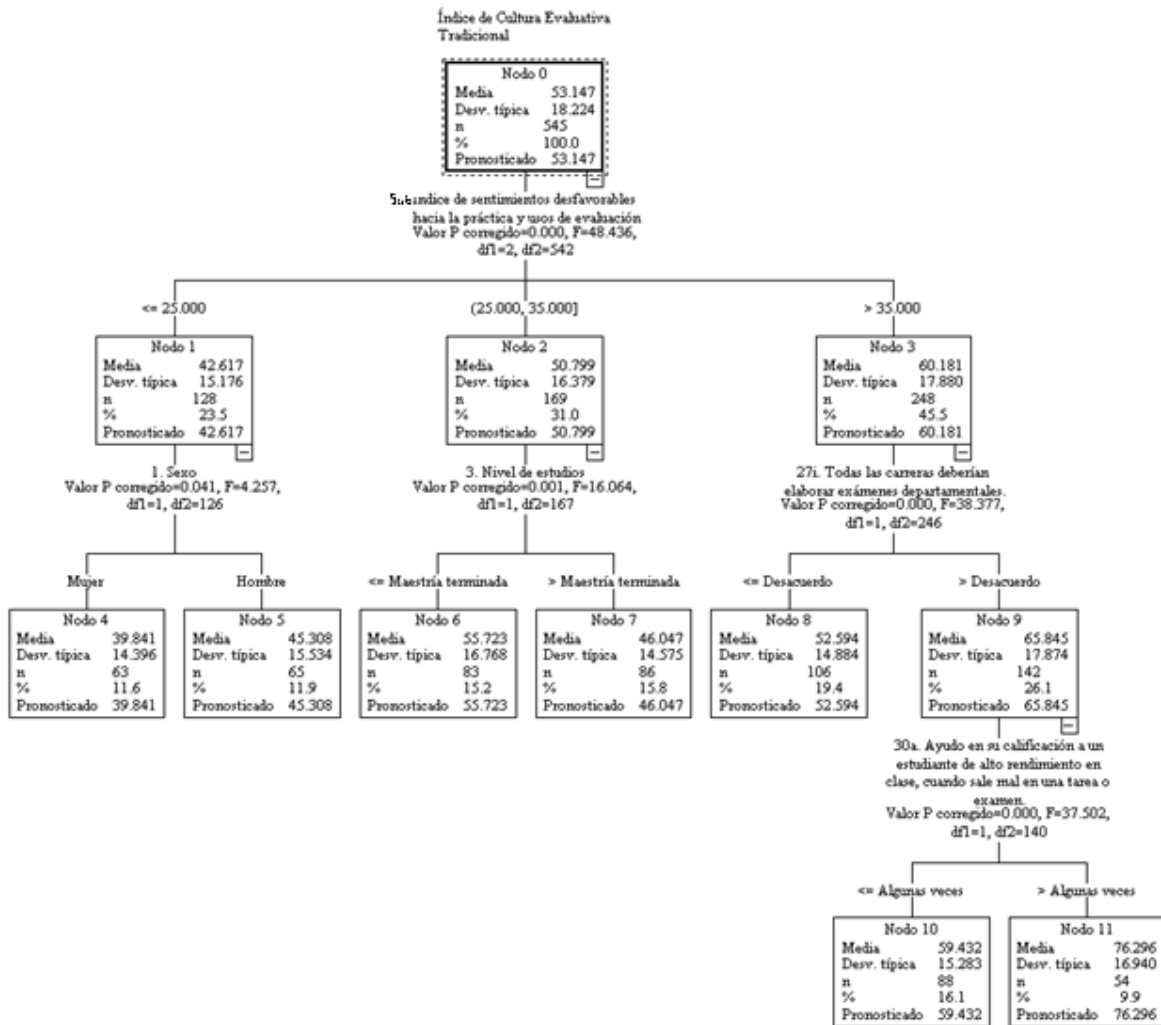 Índice de Cultura Evaluativa
Tradicional
Nodo 0
Media 53.147
Desv. típica 18.224
n 545
% 100.0
Pronosticado 53.147
Subíndice de sentimientos desfavorables
hacia la práctica y usos de evaluación
Valor P corregido=0.000, F=48.436,
df1=2, df2=542
<= 25.000
(25.000, 35.000]
> 35.000
Nodo 1
Media 42.617
Desv. típica 15.176
n 128
% 23.5
Pronosticado 42.617
Nodo 2
Media 50.799
Desv. típica 16.379
n 169
% 31.0
Pronosticado 50.799
Nodo 3
Media 60.181
Desv. típica 17.880
n 248
% 45.5
Pronosticado 60.181
1. Sexo
Valor P corregido=0.041, F=4.257,
df1=1, df2=126
3. Nivel de estudios
Valor P corregido=0.001, F=16.064,
df1=1, df2=167
27i. Todas las carreras deberían
elaborar exámenes departamentales.
Valor P corregido=0.000, F=38.377,
df1=1, df2=246
Mujer
Hombre
<= Maestría terminada
> Maestría terminada
<= Desacuerdo
> Desacuerdo
Nodo 4
Media 39.841
Desv. típica 14.396
n 63
% 11.6
Pronosticado 39.841
Nodo 5
Media 45.308
Desv. típica 15.534
n 65
% 11.9
Pronosticado 45.308
Nodo 6
Media 55.723
Desv. típica 16.768
n 83
% 15.2
Pronosticado 55.723
Nodo 7
Media 46.047
Desv. típica 14.575
n 86
% 15.8
Pronosticado 46.047
Nodo 8
Media 52.594
Desv. típica 14.884
n 106
% 19.4
Pronosticado 52.594
Nodo 9
Media 65.845
Desv. típica 17.874
n 142
% 26.1
Pronosticado 65.845
30a. Ayudo en su calificación a un
estudiante de alto rendimiento en
clase, cuando sale mal en una tarea o
examen.
Valor P corregido=0.000, F=37.502,
df1=1, df2=140
<= Algunas veces
> Algunas veces
Nodo 10
Media 59.432
Desv. típica 15.283
n 88
% 16.1
Pronosticado 59.432
Nodo 11
Media 76.296
Desv. típica 16.940
n 54
% 9.9
Pronosticado 76.296